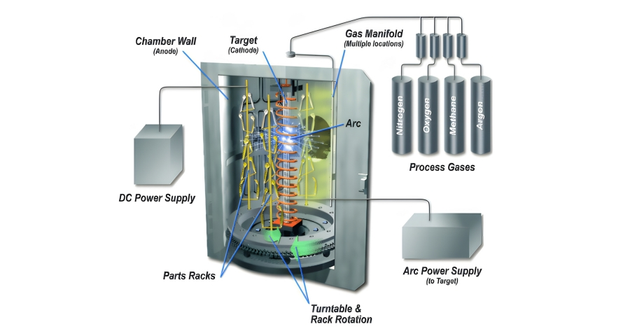 Chamber Wall
(Anode)
Target
(Cathode)
Gas Manifold
(Multiple locations)
Arc
Nitrogen
Oxygen
Methane
Argon
Process Gases
DC Power Supply
Arc Power Supply
(to Target)
Parts Racks
Turntable &
Rack Rotation